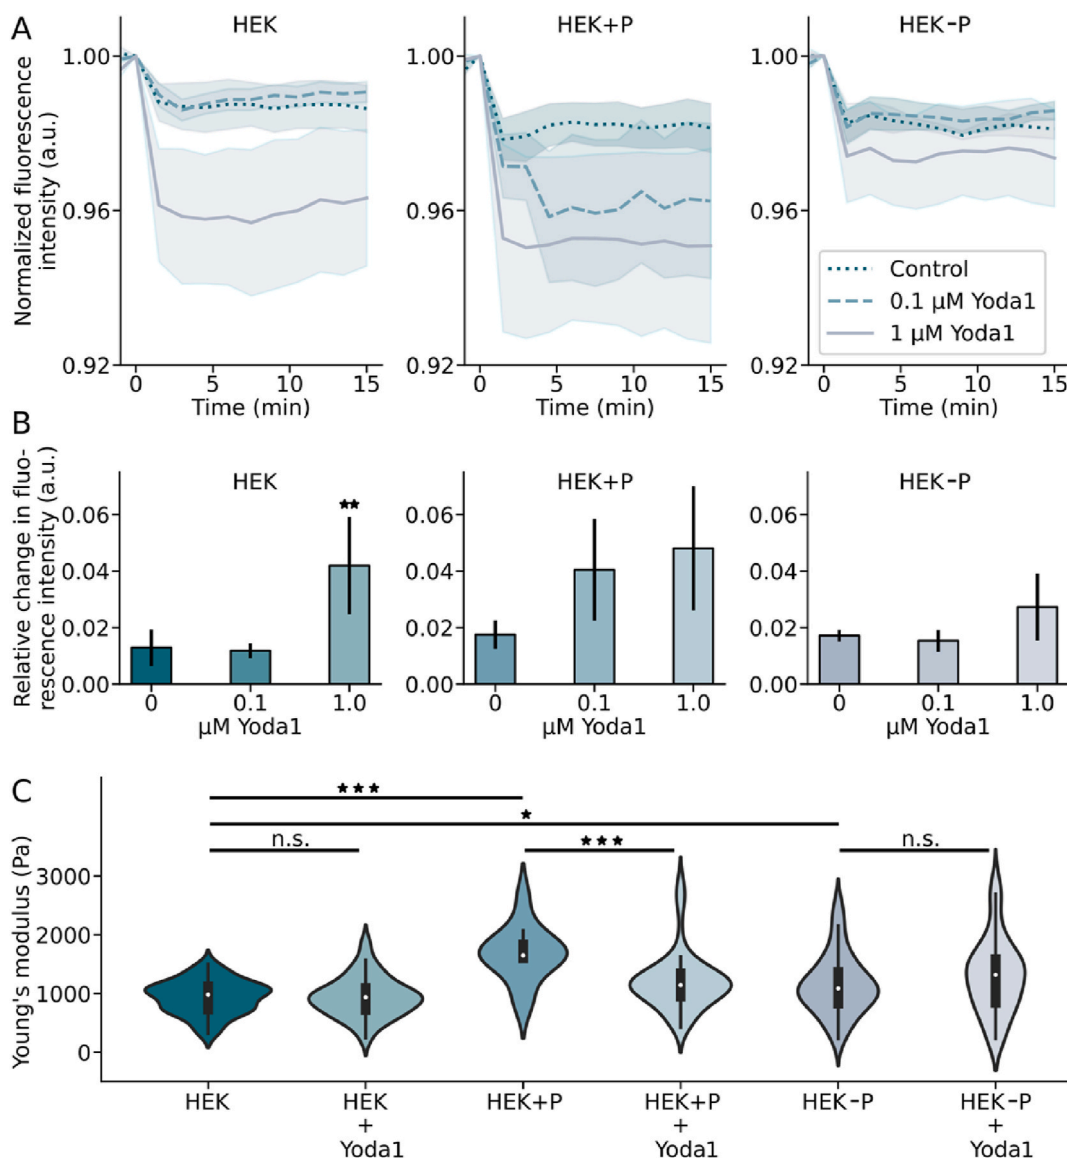 A
HEK
HEK+P
HEK-P
Normalized fluorescence
intensity (a.u.)
1.00
0.96
0.92
0
5
10
15
Time (min)
1.00
0.96
0.92
0
5
10
15
Time (min)
1.00
0.96
0.92
0
5
10
15
Time (min)
Control
0.1 µM Yoda1
1 µM Yoda1
B
HEK
HEK+P
HEK-P
Relative change in fluo-
rescence intensity (a.u.)
0.06
0.04
0.02
0.00
★★
0
0.1
1.0
µM Yoda1
0.06
0.04
0.02
0.00
0
0.1
1.0
µM Yoda1
0.06
0.04
0.02
0.00
0
0.1
1.0
µM Yoda1
C
Young's modulus (Pa)
3000
2000
1000
0
★★★
★
n.s.
★★★
n.s.
HEK
HEK
+
Yoda1
HEK+P
HEK+P
+
Yoda1
HEK-P
HEK-P
+
Yoda1